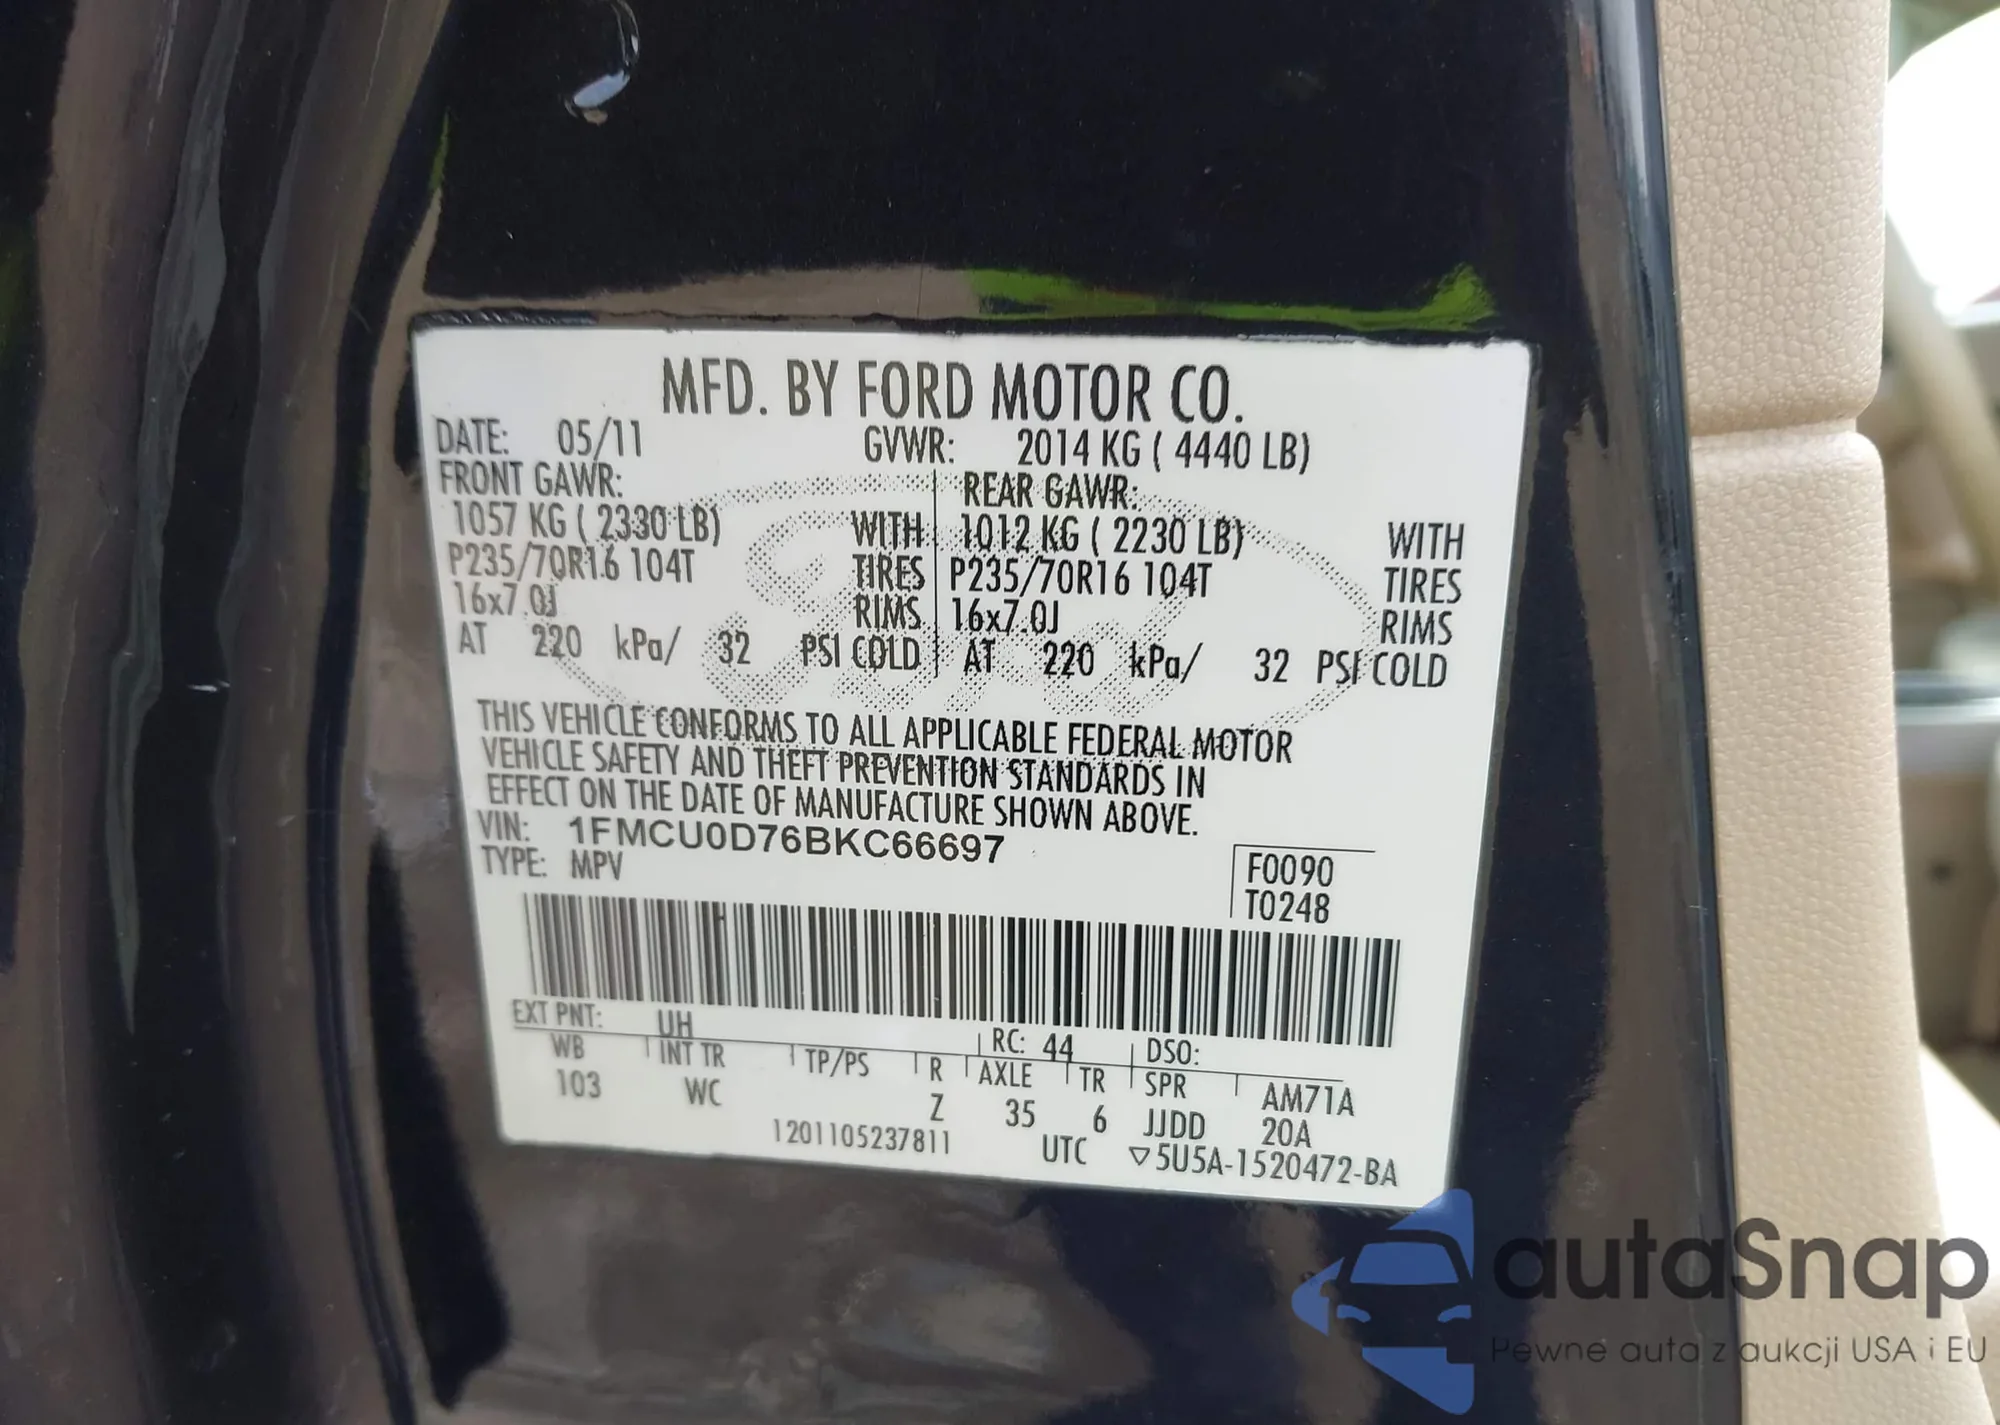 MFD. BY FORD MOTOR CO.
DATE: 05/11 GVWR: 2014 KG ( 4440 LB)
FRONT GAWR: REAR GAWR:
1057 KG ( 2330 LB) WITH 1012 KG ( 2230 LB) WITH
P235/70R16 104T TIRES P235/70R16 104T TIRES
16x7.0J RIMS 16x7.0J RIMS
AT 220 kPa/ 32 PSI COLD AT 220 kPa/ 32 PSI COLD
THIS VEHICLE CONFORMS TO ALL APPLICABLE FEDERAL MOTOR
VEHICLE SAFETY AND THEFT PREVENTION STANDARDS IN
EFFECT ON THE DATE OF MANUFACTURE SHOWN ABOVE.
VIN: 1FMCU0D76BKC66697
TYPE: MPV F0090
T0248
EXT PNT: UH RC: 44 DSO:
WB INT TR TP/PS R AXLE TR SPR AM71A
103 WC Z 35 6 JJDD 20A
1201105237811 UTC ▽5U5A-1520472-BA
autaSnap
Pewne auta z aukcji USA i EU